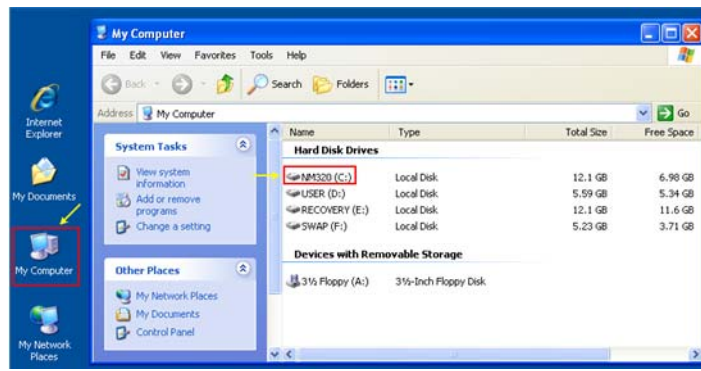 My Computer
File Edit View Favorites Tools Help
Back Search Folders
Address My Computer Go
Internet
Explorer
My Documents
My Computer
My Network
Places
System Tasks
View system
information
Add or remove
programs
Change a setting
Other Places
My Network Places
My Documents
Control Panel
Name Type Total Size Free Space
Hard Disk Drives
NM320 (C:) Local Disk 12.1 GB 6.98 GB
USER (D:) Local Disk 5.59 GB 5.34 GB
RECOVERY (E:) Local Disk 12.1 GB 11.6 GB
SWAP (F:) Local Disk 5.23 GB 3.71 GB
Devices with Removable Storage
3½ Floppy (A:) 3½-Inch Floppy Disk